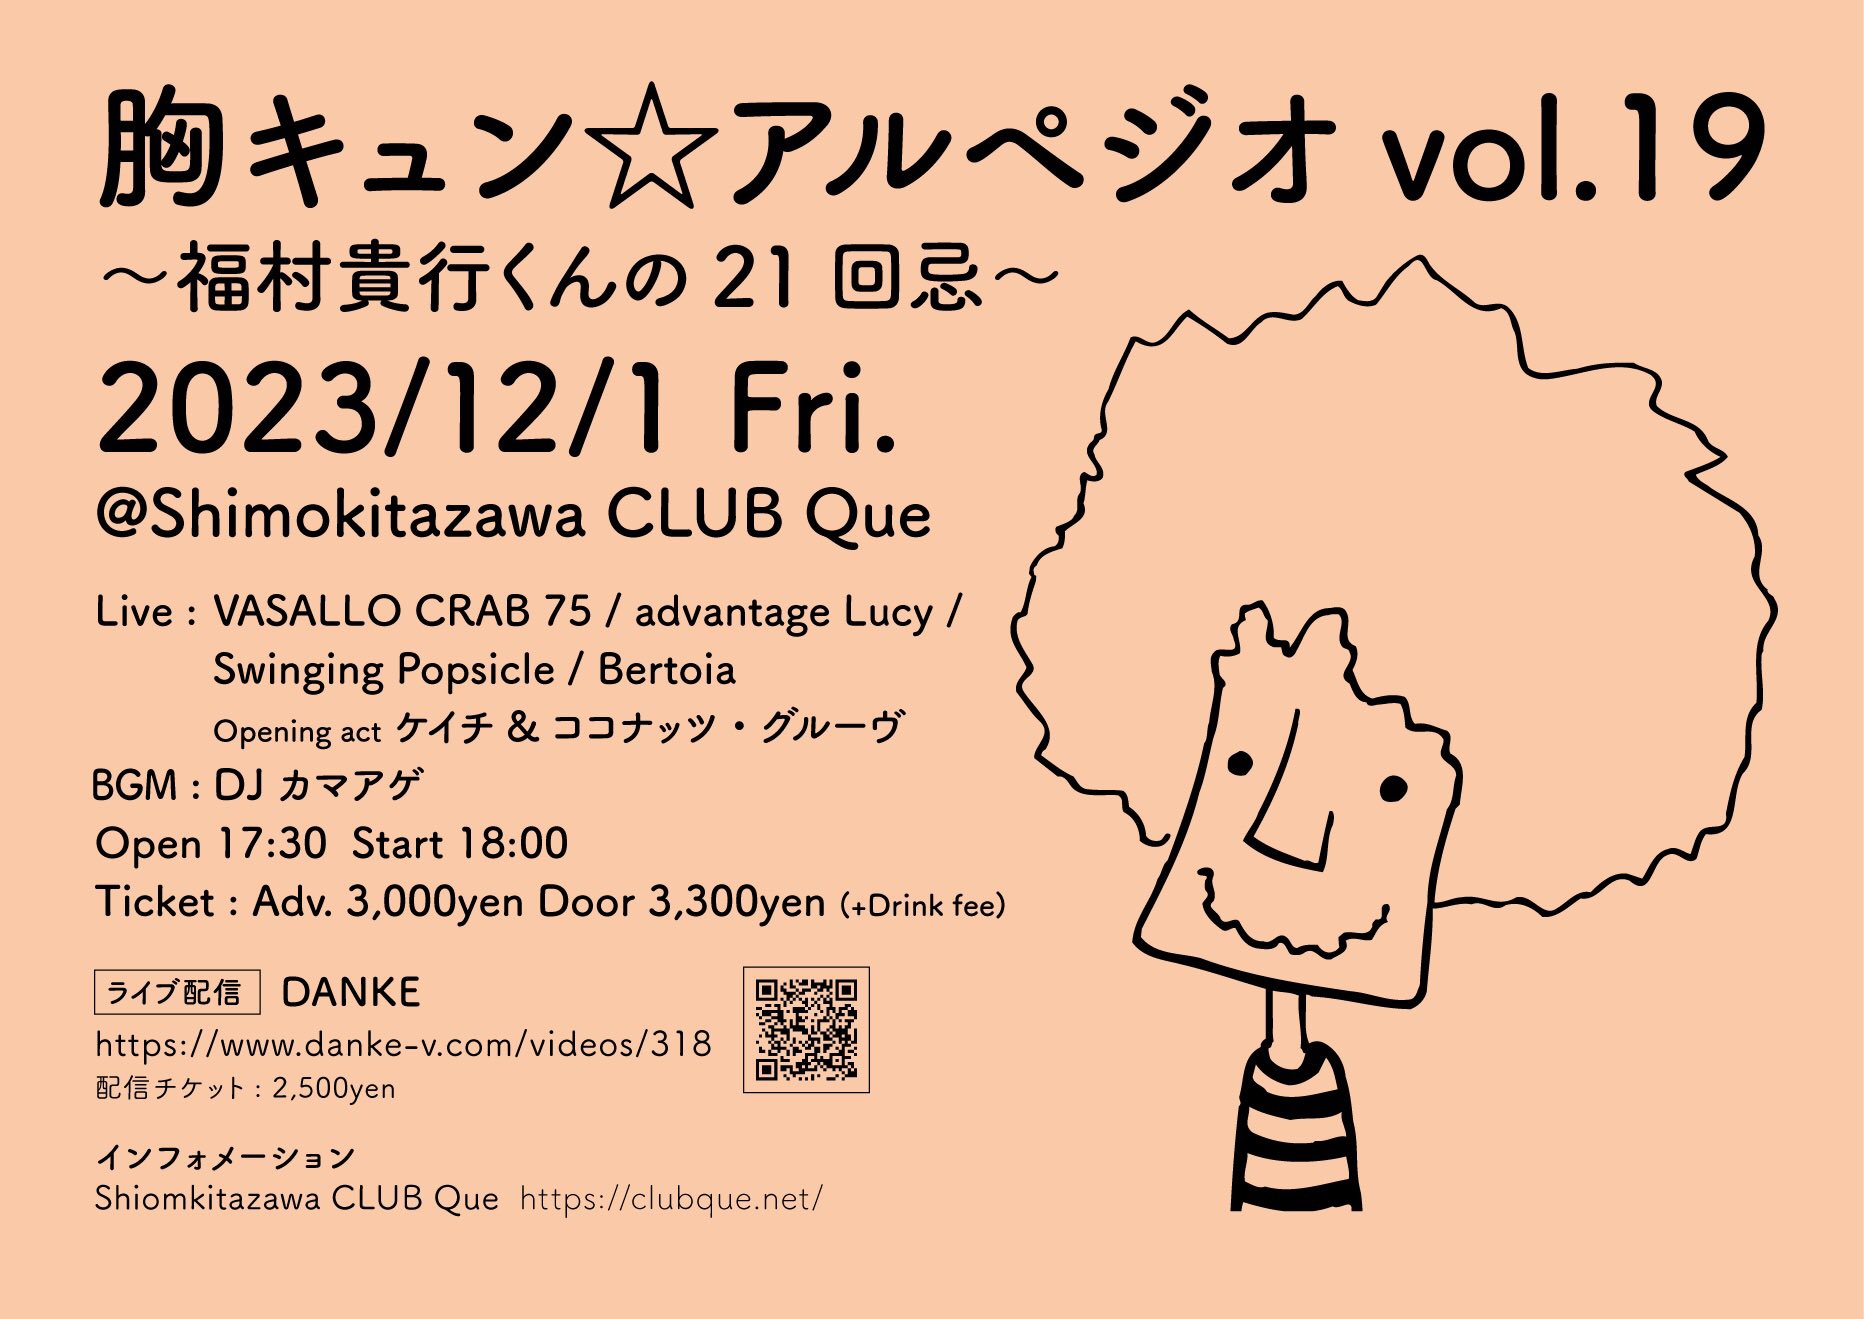 胸キュン☆アルペジオ vol.19
〜福村貴行くんの 21 回忌〜
2023/12/1 Fri.
@Shimokitazawa CLUB Que
Live : VASALLO CRAB 75 / advantage Lucy /
Swinging Popsicle / Bertoia
Opening act ケイチ & ココナッツ・グルーヴ
BGM : DJ カマアゲ
Open 17:30 Start 18:00
Ticket : Adv. 3,000yen Door 3,300yen (+Drink fee)
ライブ配信 DANKE
https://www.danke-v.com/videos/318
配信チケット : 2,500yen
インフォメーション
Shiomkitazawa CLUB Que https://clubque.net/